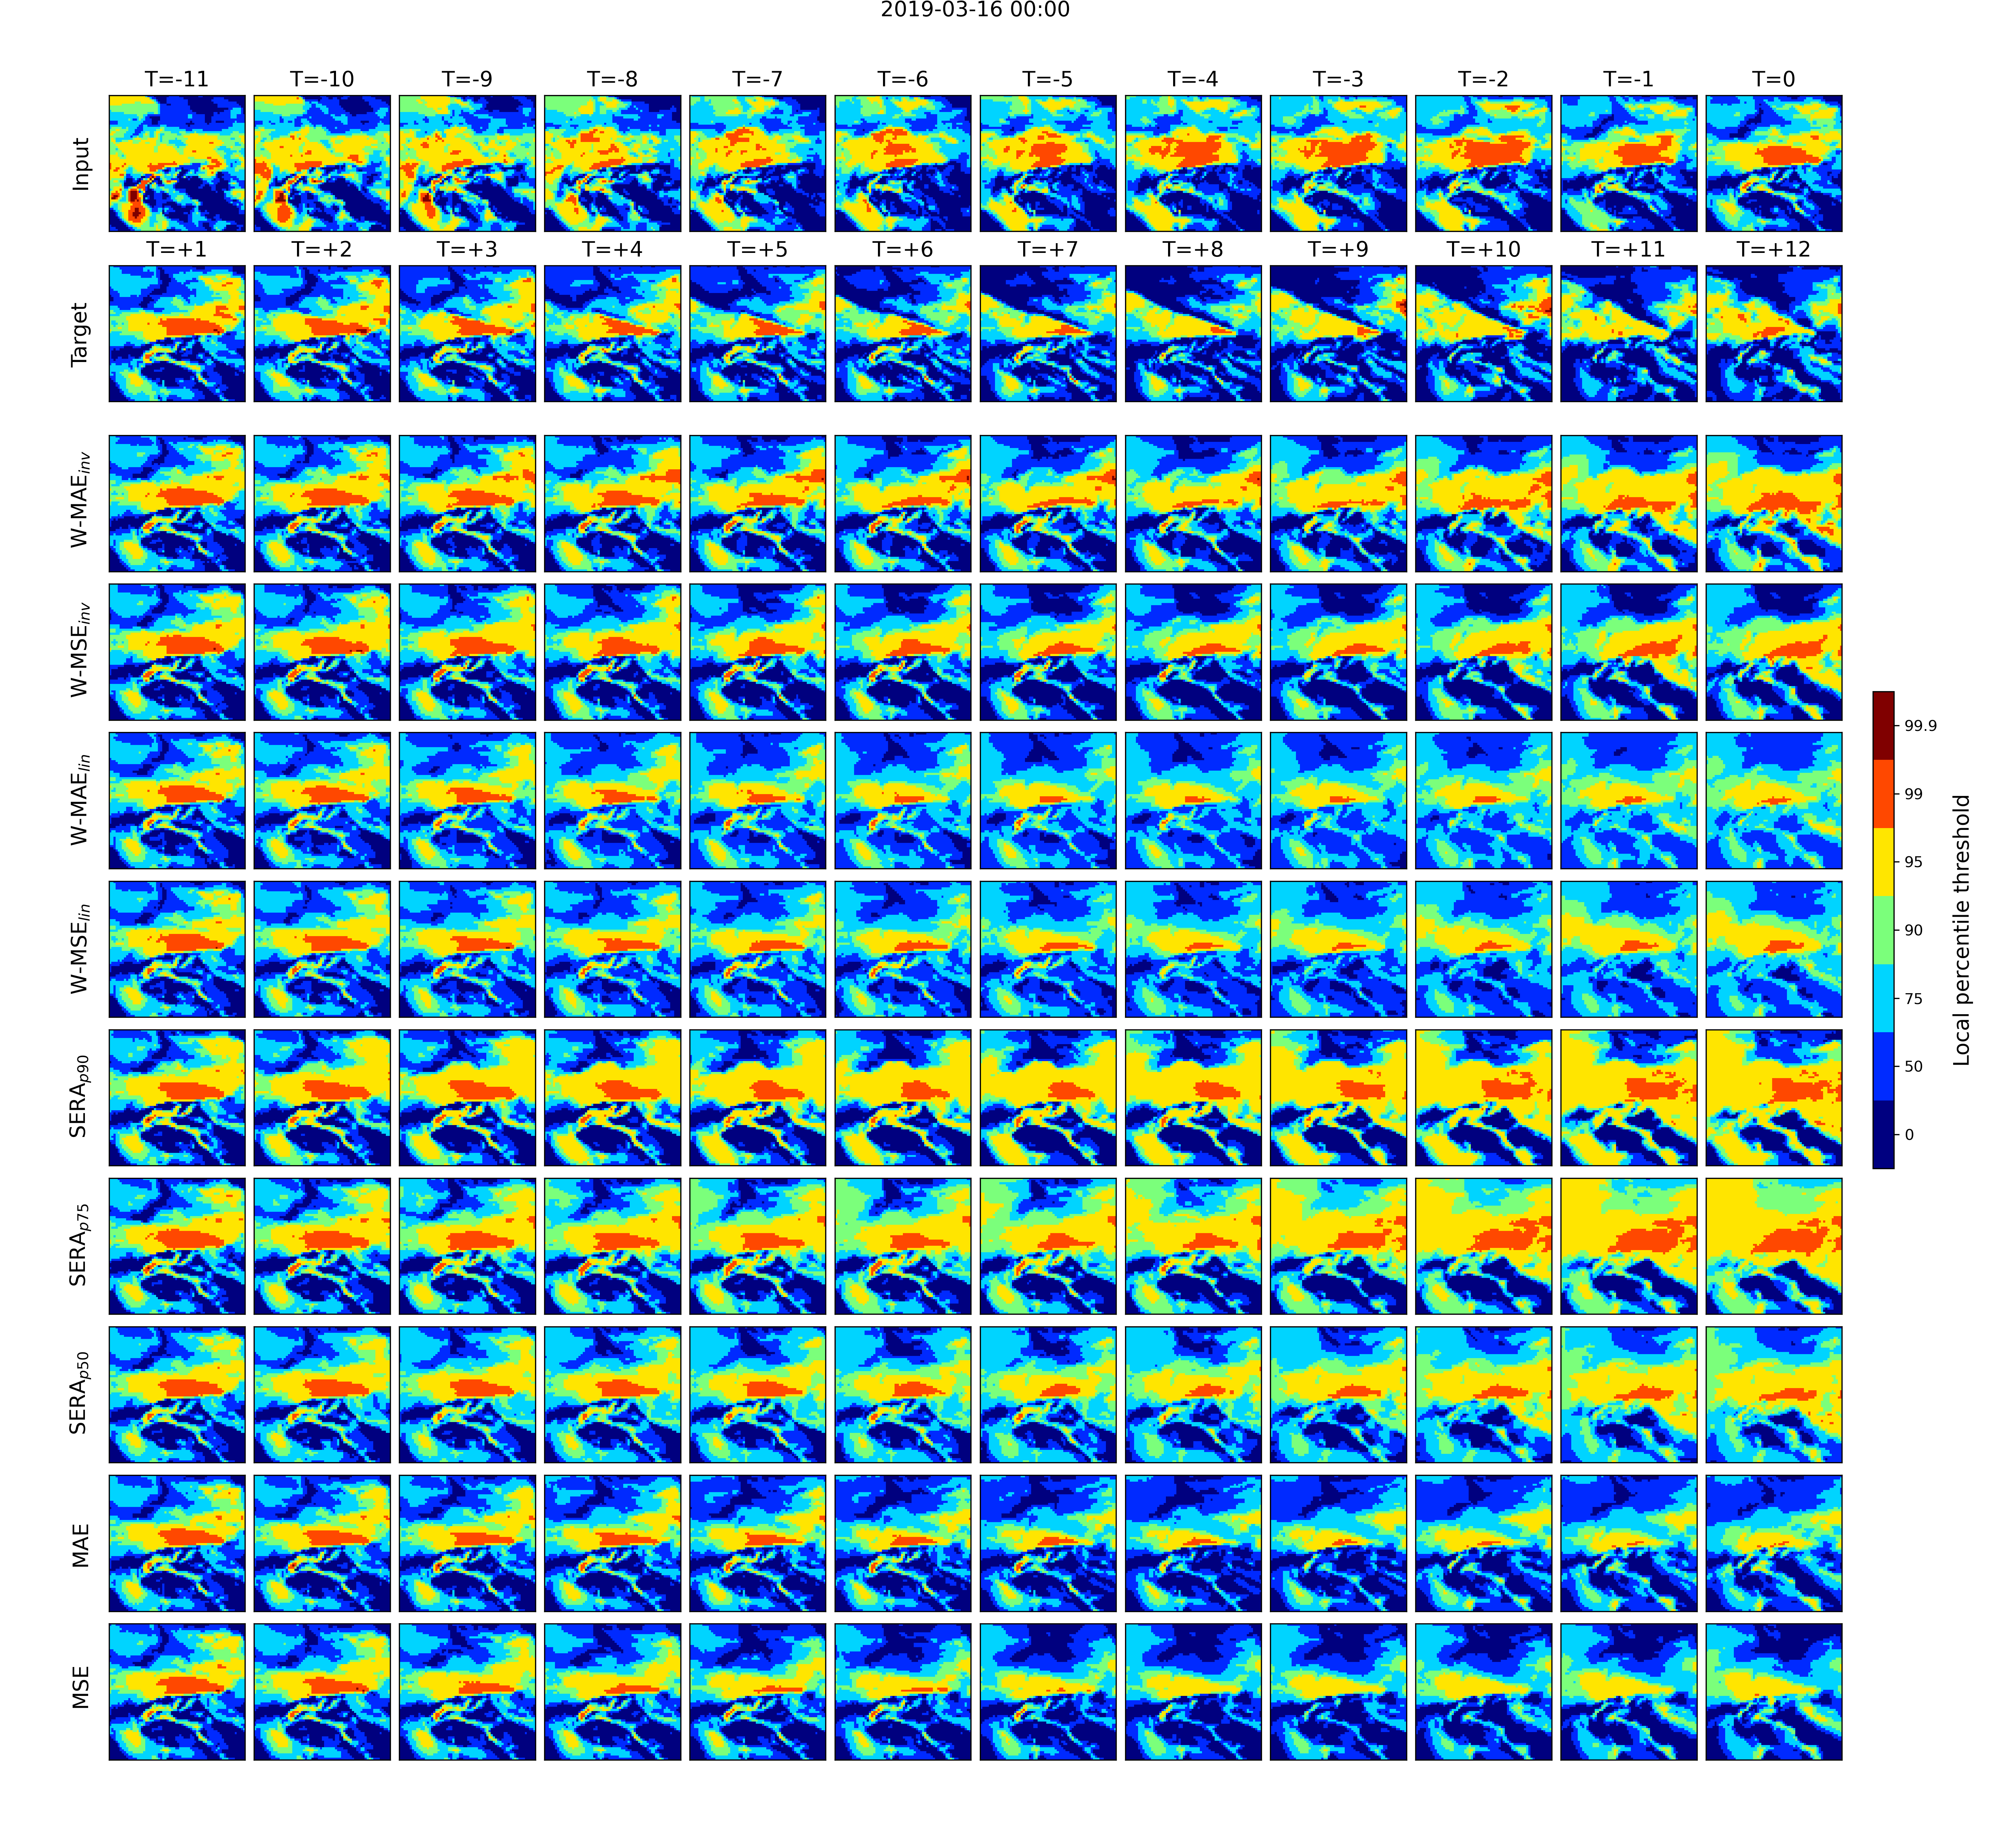 2019-03-16 00:00
T=-11 T=-10 T=-9 T=-8 T=-7 T=-6 T=-5 T=-4 T=-3 T=-2 T=-1 T=0
Input
T=+1 T=+2 T=+3 T=+4 T=+5 T=+6 T=+7 T=+8 T=+9 T=+10 T=+11 T=+12
Target
W-MAEinv
W-MSEinv
W-MAElin
W-MSElin
SERAp90
SERAp75
SERAp50
MAE
MSE
99.9
99
95
90
75
50
0
Local percentile threshold